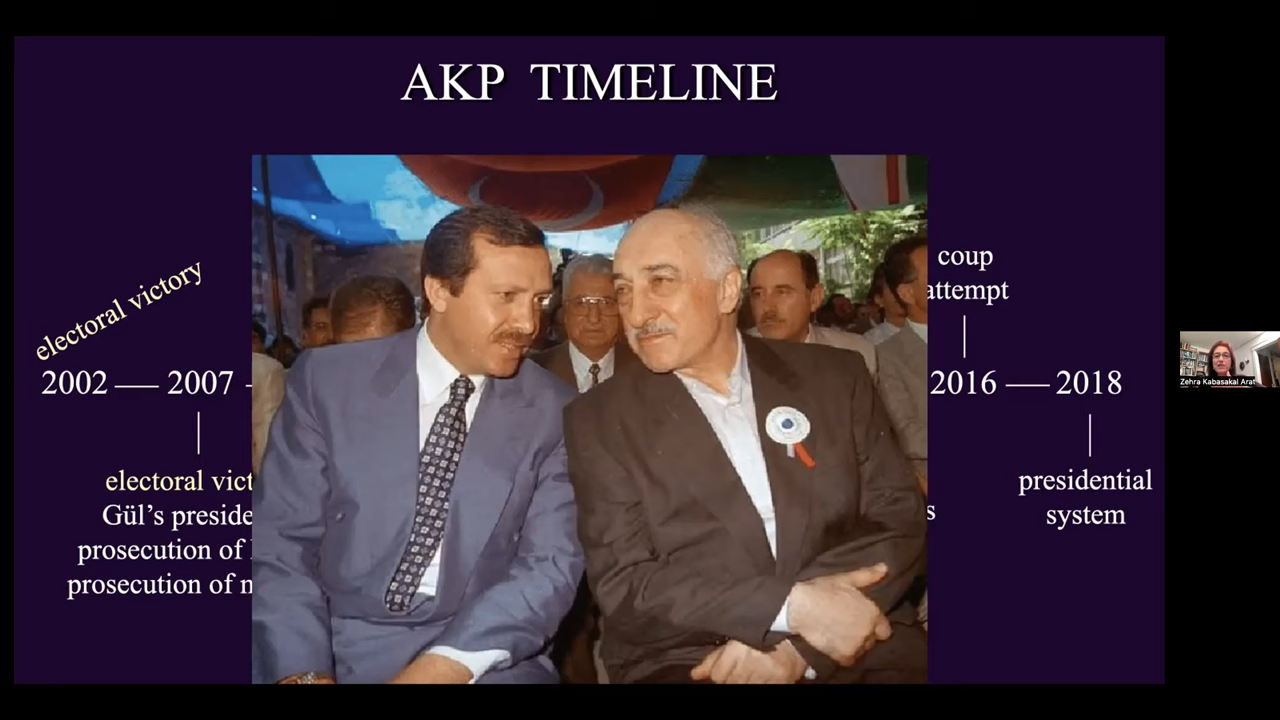 AKP TIMELINE
electoral victory
coup
attempt
2002
2007
2016
2018
electoral vict
Gül’s preside
prosecution of
prosecution of
s
presidential
system
Zehra Kabasakal Arat